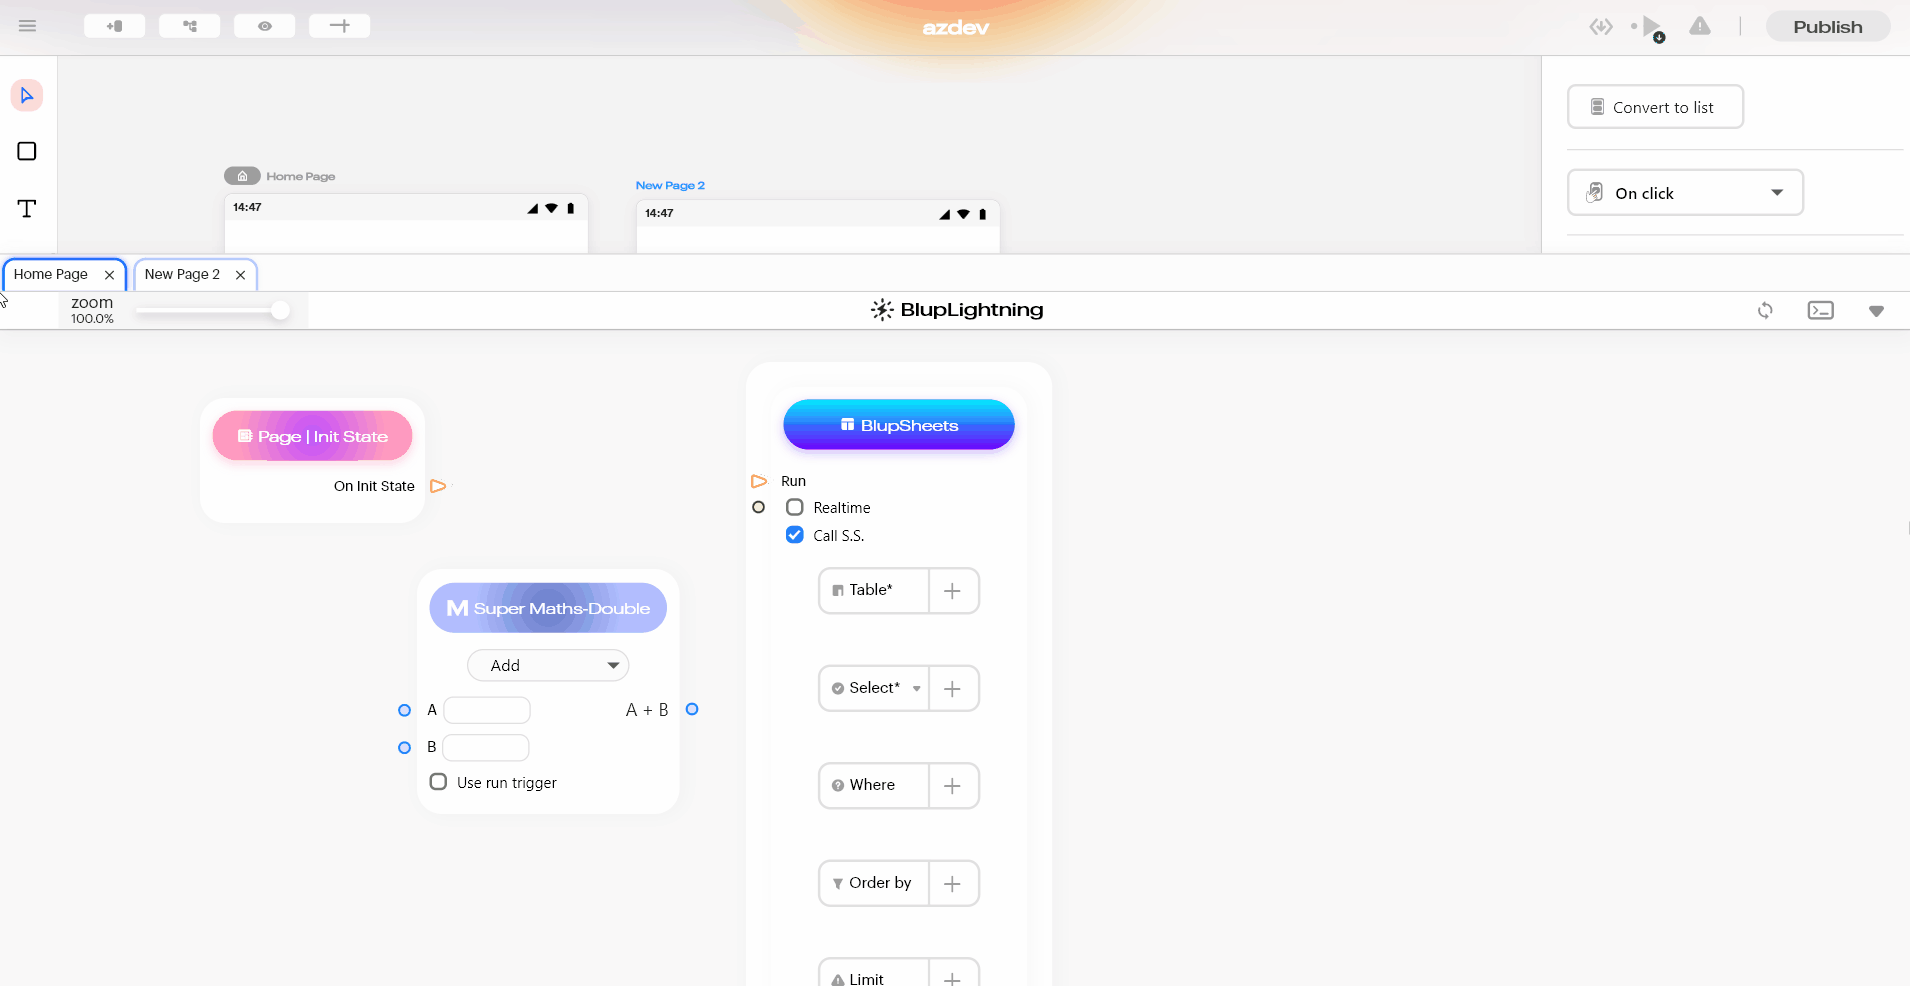 azdev
Publish
Convert to list
On click
Home Page
New Page 2
14:47
14:47
Home Page
New Page 2
zoom
100.0%
BlupLightning
Page | Init State
On Init State
BlupSheets
Run
Realtime
Call S.S.
Table*
Select*
Where
Order by
Limit
M Super Maths-Double
Add
A
A + B
B
Use run trigger